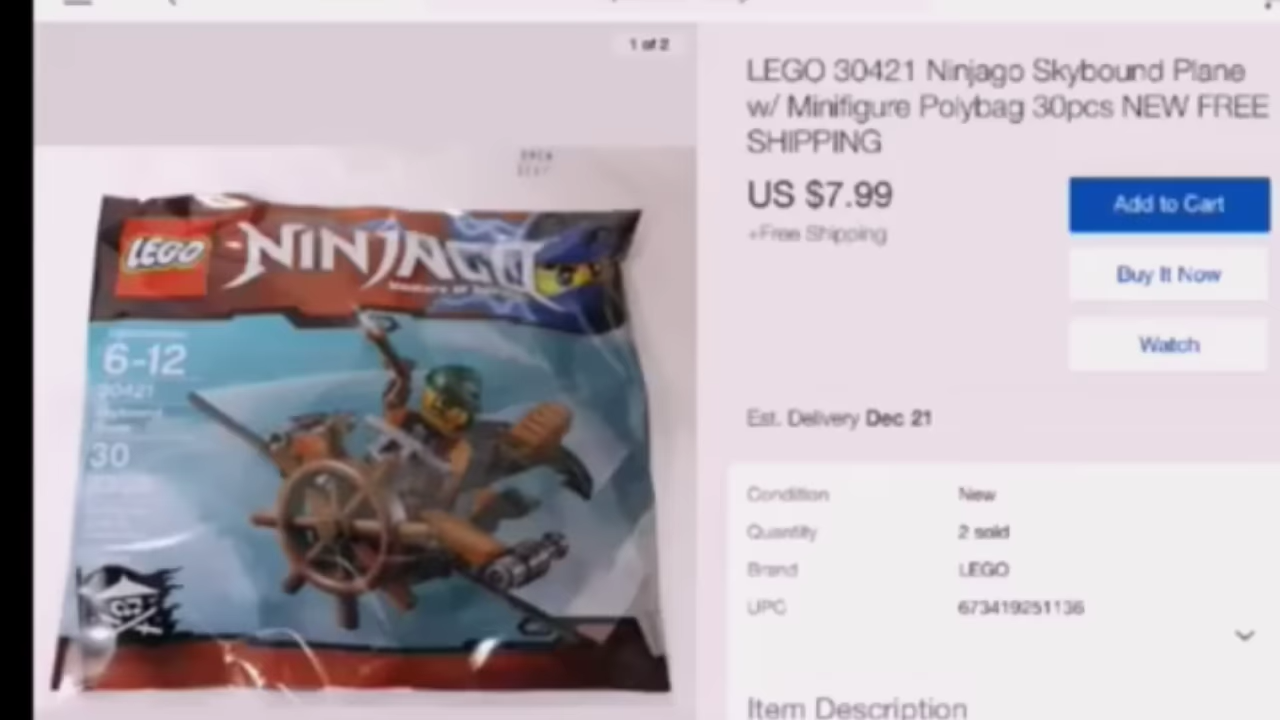 1 of 2
LEGO 30421 Ninjago Skybound Plane
w/ Minifigure Polybag 30pcs NEW FREE
SHIPPING
US $7.99
+Free Shipping
Add to Cart
Buy It Now
Watch
Est. Delivery Dec 21
Condition New
Quantity 2 sold
Brand LEGO
UPC 673419251136
Item Description
LEGO NINJAGO
6-12
30421
30